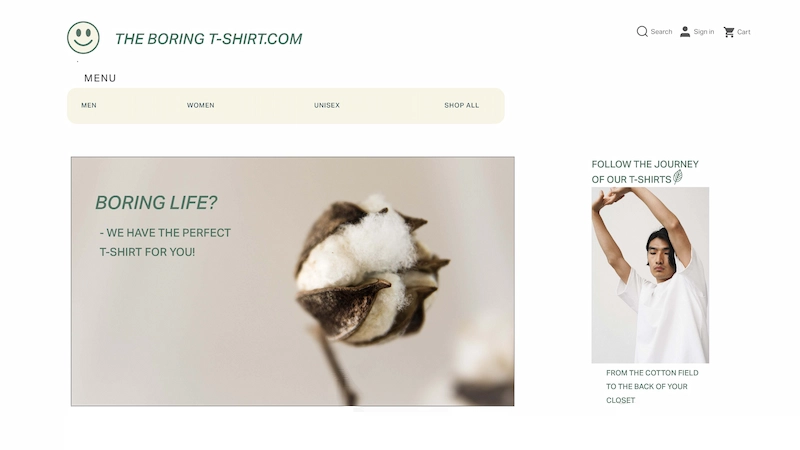 THE BORING T-SHIRT.COM
Search
Sign in
Cart
MENU
MEN
WOMEN
UNISEX
SHOP ALL
BORING LIFE?
- WE HAVE THE PERFECT
T-SHIRT FOR YOU!
FOLLOW THE JOURNEY
OF OUR T-SHIRTS
FROM THE COTTON FIELD
TO THE BACK OF YOUR
CLOSET